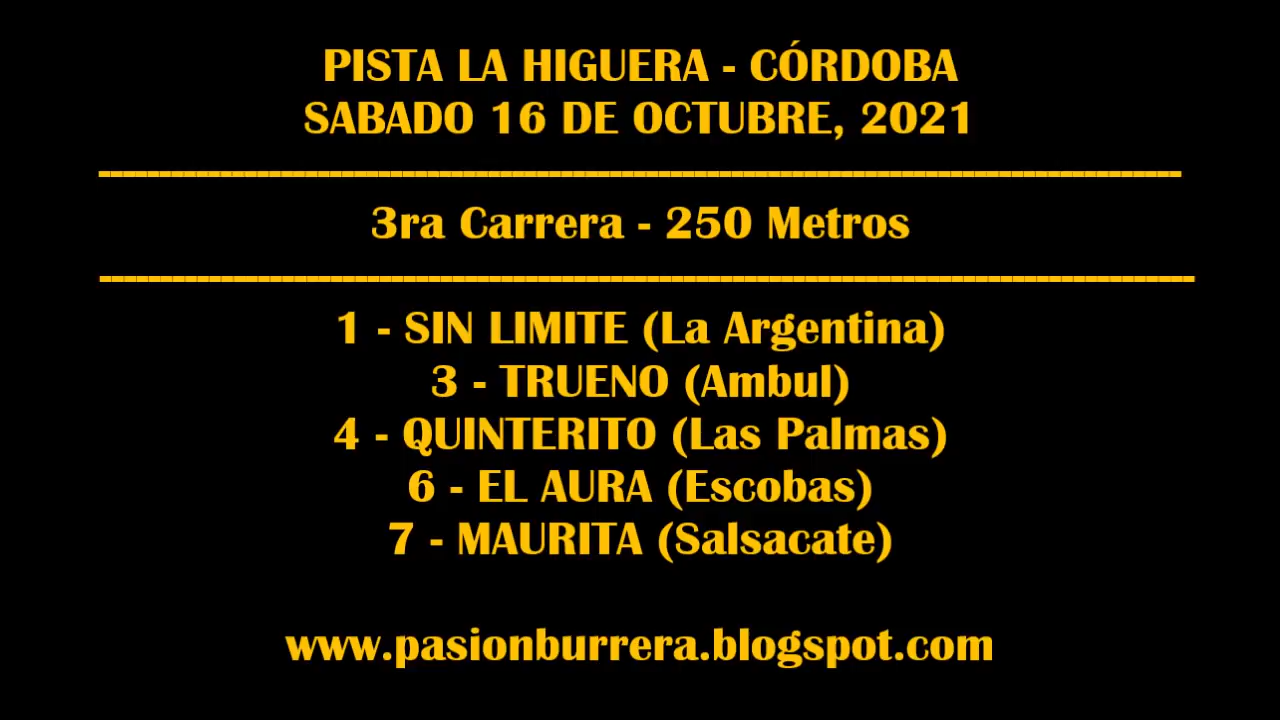 PISTA LA HIGUERA - CÓRDOBA
SABADO 16 DE OCTUBRE, 2021
3ra Carrera - 250 Metros
1 - SIN LIMITE (La Argentina)
3 - TRUENO (Ambul)
4 - QUINTERITO (Las Palmas)
6 - EL AURA (Escobas)
7 - MAURITA (Salsacate)
www.pasionburrera.blogspot.com